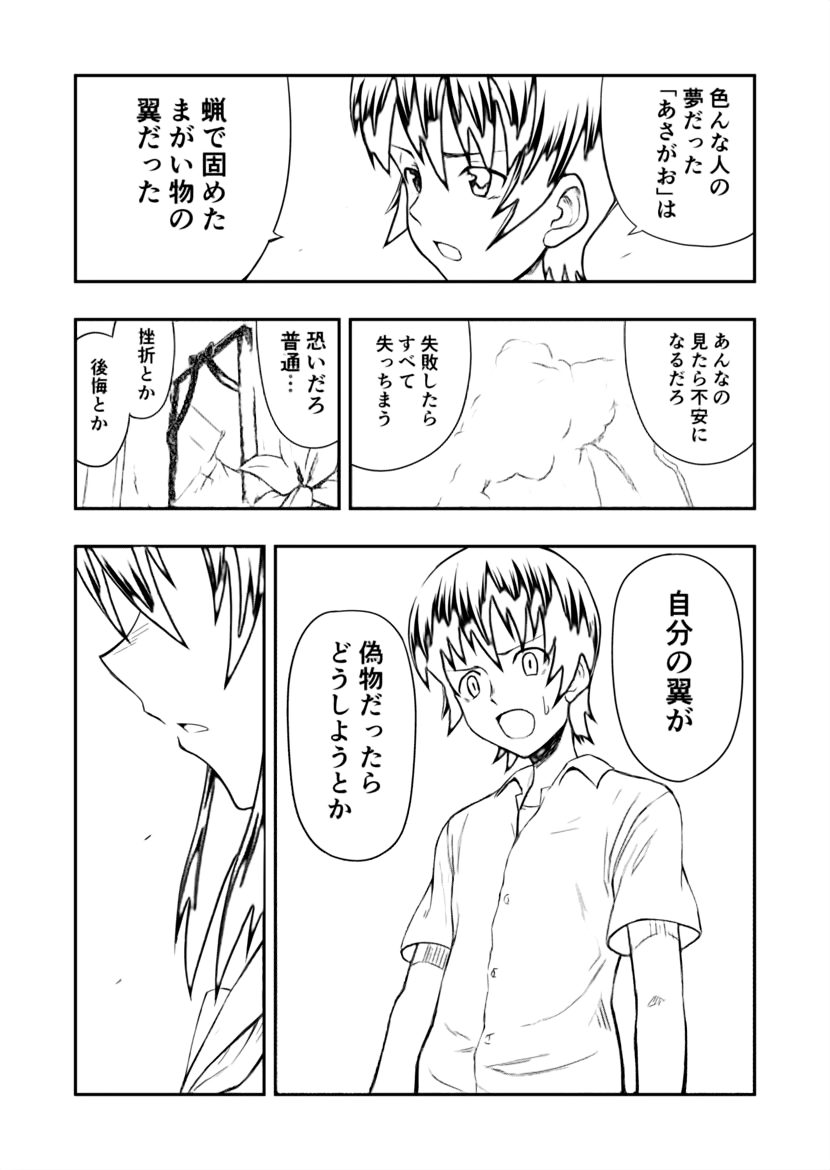 色んな人の
夢だった
「あさがお」は
蝋で固めた
まがい物の
翼だった
あんなの
見たら不安に
なるだろ
失敗したら
すべて
失っちまう
恐いだろ
普通…
挫折とか
後悔とか
自分の翼が
偽物だったら
どうしようとか